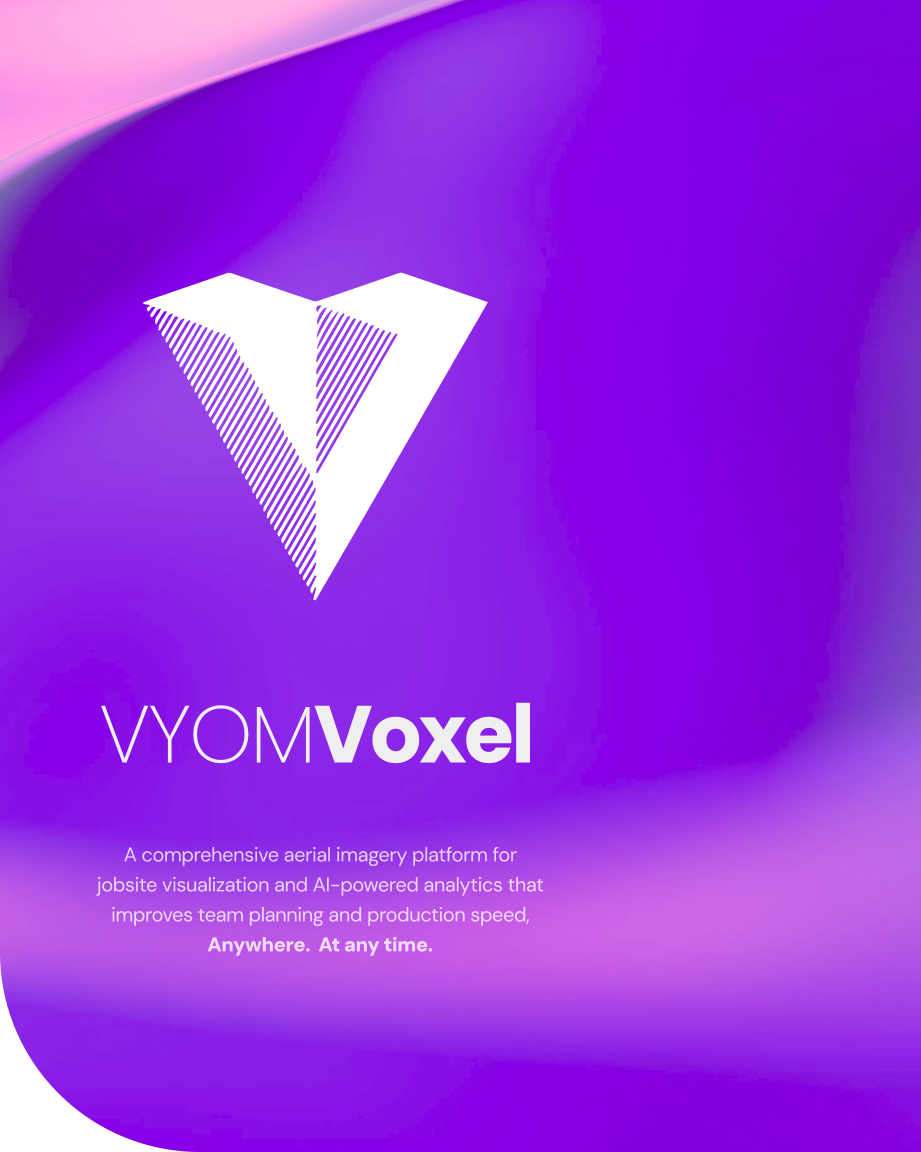 VYOMVoxel
A comprehensive aerial imagery platform for
jobsite visualization and AI-powered analytics that
improves team planning and production speed,
Anywhere. At any time.